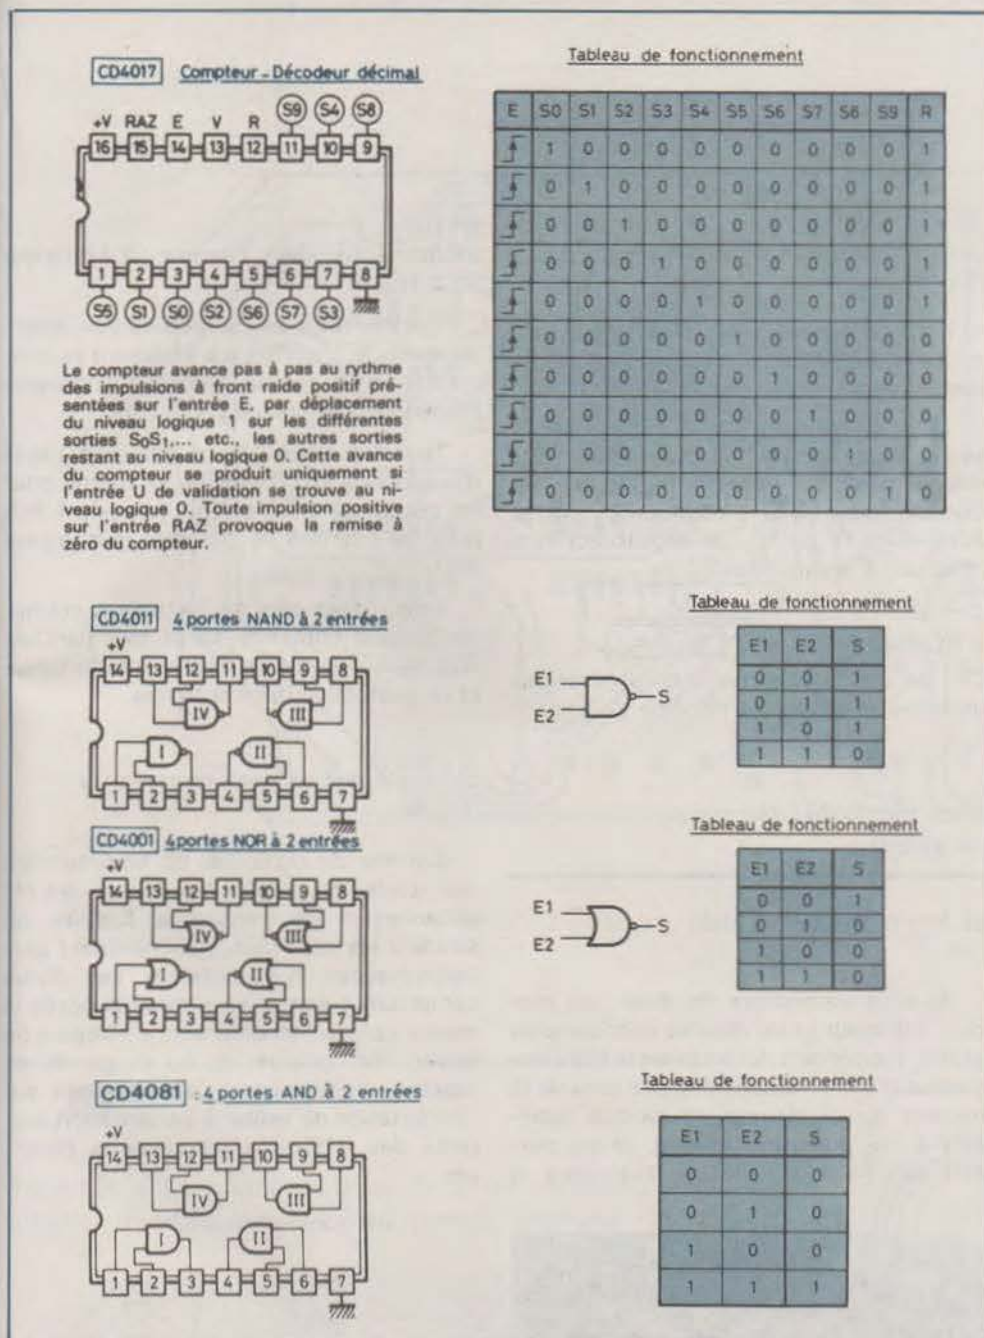 CD4017 Compteur - Décodeur décimal
S9 S4 S8
+V RAZ E V R
16 15 14 13 12 11 10 9
1 2 3 4 5 6 7 8
S5 S1 S0 S2 S6 S7 S3
Le compteur avance pas à pas au rythme
des impulsions à front raide positif pré-
sentées sur l'entrée E, par déplacement
du niveau logique 1 sur les différentes
sorties S0S1,... etc., les autres sorties
restant au niveau logique 0. Cette avance
du compteur se produit uniquement si
l'entrée U de validation se trouve au ni-
veau logique 0. Toute impulsion positive
sur l'entrée RAZ provoque la remise à
zéro du compteur.
Tableau de fonctionnement
E S0 S1 S2 S3 S4 S5 S6 S7 S8 S9 R
1 0 0 0 0 0 0 0 0 0 1
0 1 0 0 0 0 0 0 0 0 1
0 0 1 0 0 0 0 0 0 0 1
0 0 0 1 0 0 0 0 0 0 1
0 0 0 0 1 0 0 0 0 0 1
0 0 0 0 0 1 0 0 0 0 0
0 0 0 0 0 0 1 0 0 0 0
0 0 0 0 0 0 0 1 0 0 0
0 0 0 0 0 0 0 0 1 0 0
0 0 0 0 0 0 0 0 0 1 0
CD4011 4 portes NAND à 2 entrées
+V
14 13 12 11 10 9 8
IV III
I II
1 2 3 4 5 6 7
E1
E2
S
Tableau de fonctionnement
E1 E2 S
0 0 1
0 1 1
1 0 1
1 1 0
CD4001 4 portes NOR à 2 entrées
+V
14 13 12 11 10 9 8
IV III
I II
1 2 3 4 5 6 7
E1
E2
S
Tableau de fonctionnement
E1 E2 S
0 0 1
0 1 0
1 0 0
1 1 0
CD4081 : 4 portes AND à 2 entrées
+V
14 13 12 11 10 9 8
IV III
I II
1 2 3 4 5 6 7
Tableau de fonctionnement
E1 E2 S
0 0 0
0 1 0
1 0 0
1 1 1